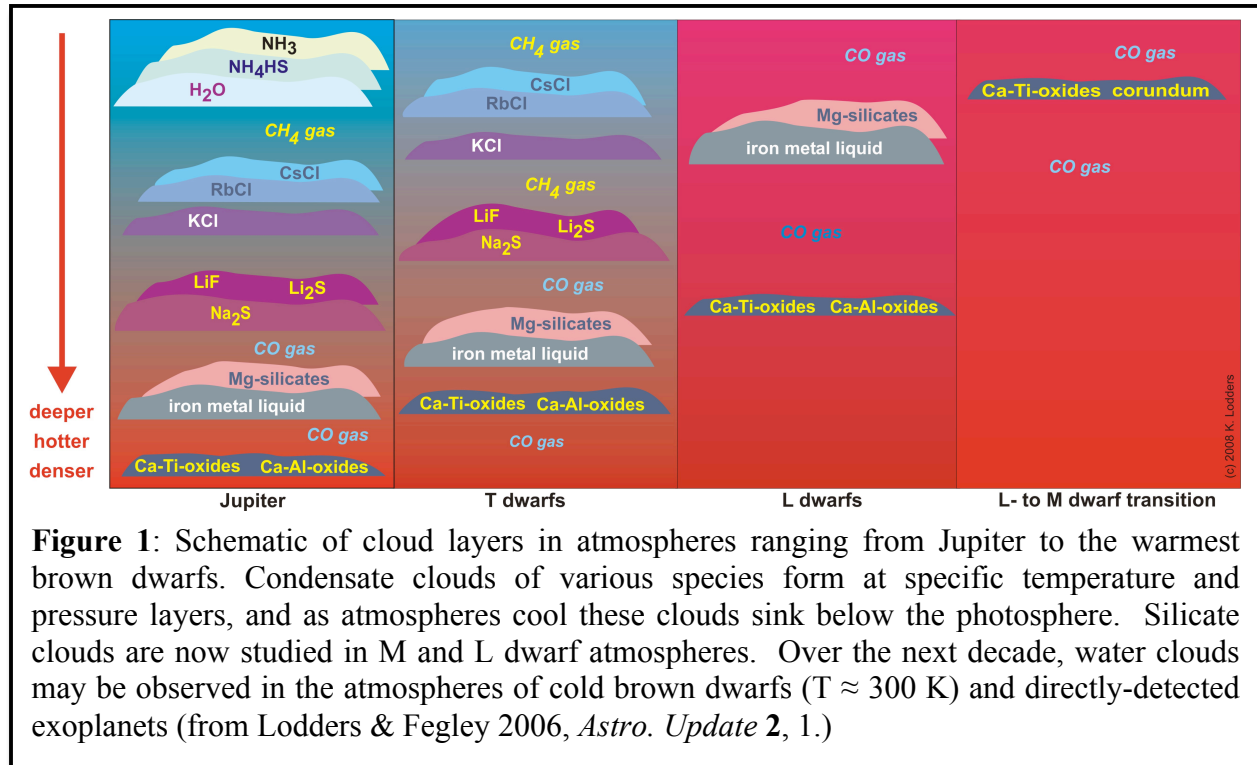 NH3
NH4HS
H2O
CH4 gas
CsCl
RbCl
KCl
LiF
Li2S
Na2S
CO gas
Mg-silicates
iron metal liquid
CO gas
Ca-Ti-oxides Ca-Al-oxides
CH4 gas
CsCl
RbCl
KCl
CH4 gas
LiF
Li2S
Na2S
CO gas
Mg-silicates
iron metal liquid
Ca-Ti-oxides Ca-Al-oxides
CO gas
CO gas
Mg-silicates
iron metal liquid
CO gas
Ca-Ti-oxides Ca-Al-oxides
CO gas
Ca-Ti-oxides corundum
CO gas
deeper
hotter
denser
(c) 2008 K. Lodders
Jupiter T dwarfs L dwarfs L- to M dwarf transition
Figure 1: Schematic of cloud layers in atmospheres ranging from Jupiter to the warmest
brown dwarfs. Condensate clouds of various species form at specific temperature and
pressure layers, and as atmospheres cool these clouds sink below the photosphere. Silicate
clouds are now studied in M and L dwarf atmospheres. Over the next decade, water clouds
may be observed in the atmospheres of cold brown dwarfs (T ≈ 300 K) and directly-detected
exoplanets (from Lodders & Fegley 2006, Astro. Update 2, 1.)